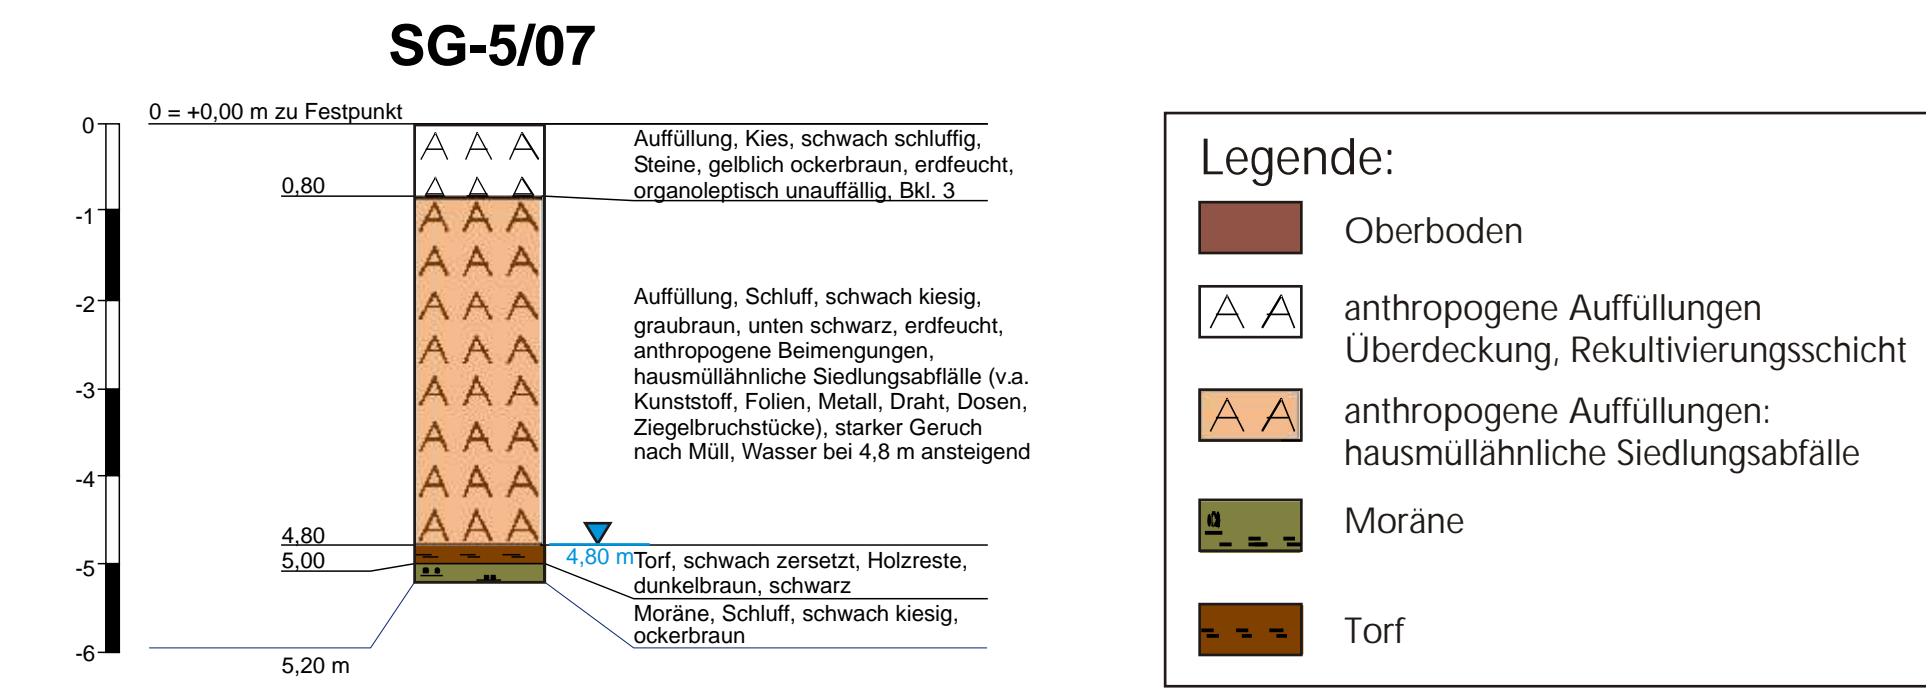 SG-5/07
0 = +0,00 m zu Festpunkt
0
-1
-2
-3
-4
-5
-6
0,80
4,80
5,00
5,20 m
4,80 m
Auffüllung, Kies, schwach schluffig,
Steine, gelblich ockerbraun, erdfeucht,
organoleptisch unauffällig, Bkl. 3
Auffüllung, Schluff, schwach kiesig,
graubraun, unten schwarz, erdfeucht,
anthropogene Beimengungen,
hausmüllähnliche Siedlungsabflälle (v.a.
Kunststoff, Folien, Metall, Draht, Dosen,
Ziegelbruchstücke), starker Geruch
nach Müll, Wasser bei 4,8 m ansteigend
Torf, schwach zersetzt, Holzreste,
dunkelbraun, schwarz
Moräne, Schluff, schwach kiesig,
ockerbraun
A A A
A A A
A A A
A A A
A A A
A A A
A A A
A A A
A A A
A A A
Legende:
Oberboden
A A
anthropogene Auffüllungen
Überdeckung, Rekultivierungsschicht
A A
anthropogene Auffüllungen:
hausmüllähnliche Siedlungsabfälle
Moräne
Torf